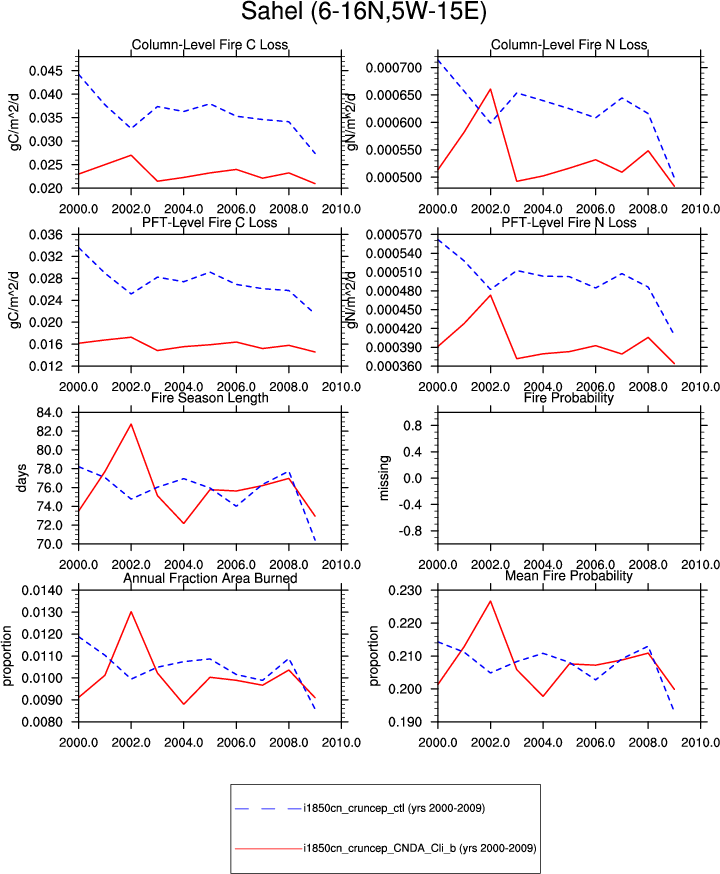 Sahel (6-16N,5W-15E)
Column-Level Fire C Loss
gC/m^2/d
0.045
0.040
0.035
0.030
0.025
0.020
2000.0 2002.0 2004.0 2006.0 2008.0 2010.0
Column-Level Fire N Loss
gN/m^2/d
0.000700
0.000650
0.000600
0.000550
0.000500
2000.0 2002.0 2004.0 2006.0 2008.0 2010.0
PFT-Level Fire C Loss
gC/m^2/d
0.036
0.032
0.028
0.024
0.020
0.016
0.012
2000.0 2002.0 2004.0 2006.0 2008.0 2010.0
PFT-Level Fire N Loss
gN/m^2/d
0.000570
0.000540
0.000510
0.000480
0.000450
0.000420
0.000390
0.000360
2000.0 2002.0 2004.0 2006.0 2008.0 2010.0
Fire Season Length
days
84.0
82.0
80.0
78.0
76.0
74.0
72.0
70.0
2000.0 2002.0 2004.0 2006.0 2008.0 2010.0
Fire Probability
missing
0.8
0.4
0.0
-0.4
-0.8
2000.0 2002.0 2004.0 2006.0 2008.0 2010.0
Annual Fraction Area Burned
proportion
0.0140
0.0130
0.0120
0.0110
0.0100
0.0090
0.0080
2000.0 2002.0 2004.0 2006.0 2008.0 2010.0
Mean Fire Probability
proportion
0.230
0.220
0.210
0.200
0.190
2000.0 2002.0 2004.0 2006.0 2008.0 2010.0
i1850cn_cruncep_ctl (yrs 2000-2009)
i1850cn_cruncep_CNDA_Cli_b (yrs 2000-2009)